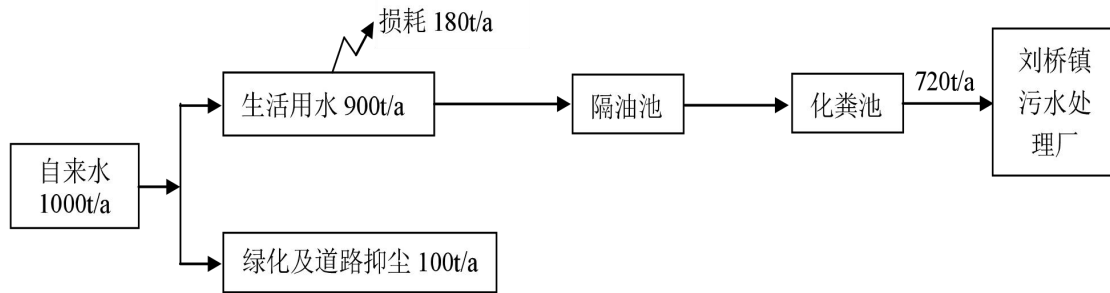 损耗 180t/a
生活用水 900t/a
隔油池
化粪池
720t/a
刘桥镇
污水处
理厂
自来水
1000t/a
绿化及道路抑尘 100t/a